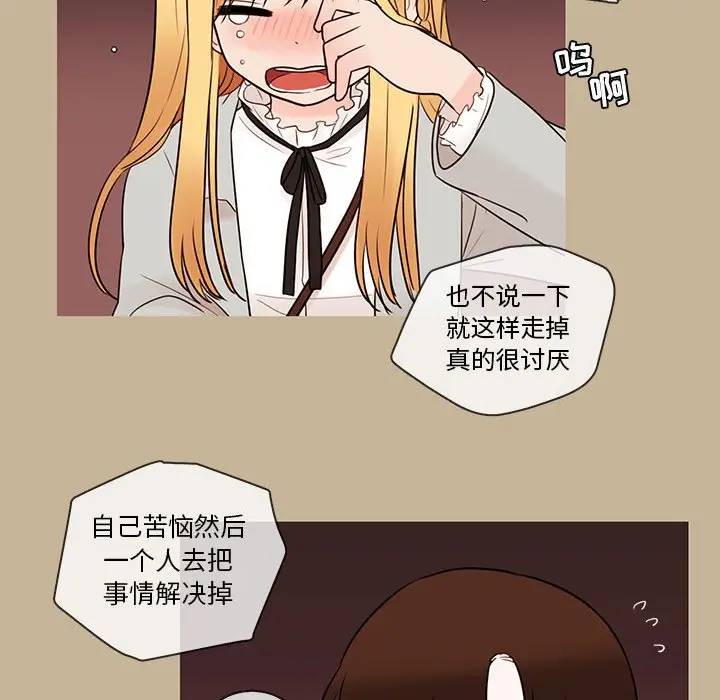 呜
啊
也不说一下
就这样走掉
真的很讨厌
自己苦恼然后
一个人去把
事情解决掉